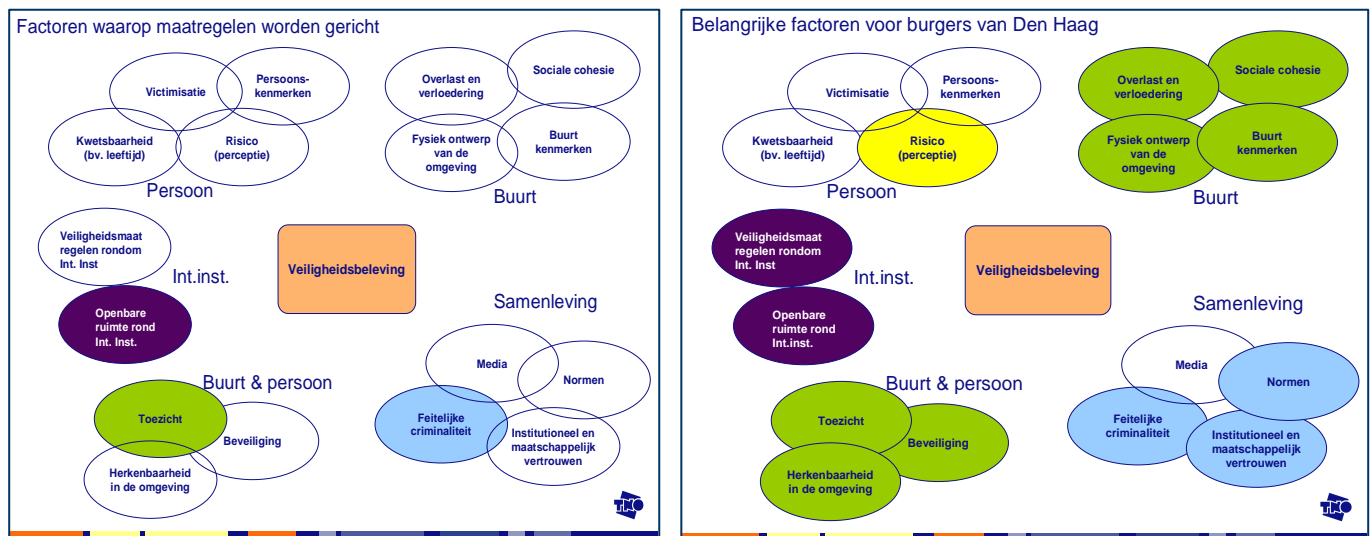 Factoren waarop maatregelen worden gericht
Victimisatie
Persoons-
kenmerken
Kwetsbaarheid
(bv. leeftijd)
Risico
(perceptie)
Persoon
Overlast en
verloedering
Sociale cohesie
Fysiek ontwerp
van de
omgeving
Buurt
kenmerken
Buurt
Veiligheidsmaat
regelen rondom
Int. Inst
Int.inst.
Openbare
ruimte rond
Int. Inst.
Veiligheidsbeleving
Samenleving
Media
Normen
Feitelijke
criminaliteit
Institutioneel en
maatschappelijk
vertrouwen
Buurt & persoon
Toezicht
Beveiliging
Herkenbaarheid
in de omgeving
TNO
Belangrijke factoren voor burgers van Den Haag
Victimisatie
Persoons-
kenmerken
Kwetsbaarheid
(bv. leeftijd)
Risico
(perceptie)
Persoon
Overlast en
verloedering
Sociale cohesie
Fysiek ontwerp
van de
omgeving
Buurt
kenmerken
Buurt
Veiligheidsmaat
regelen rondom
Int. Inst
Int.inst.
Openbare
ruimte rond
Int.inst.
Veiligheidsbeleving
Samenleving
Media
Normen
Feitelijke
criminaliteit
Institutioneel en
maatschappelijk
vertrouwen
Buurt & persoon
Toezicht
Beveiliging
Herkenbaarheid
in de omgeving
TNO